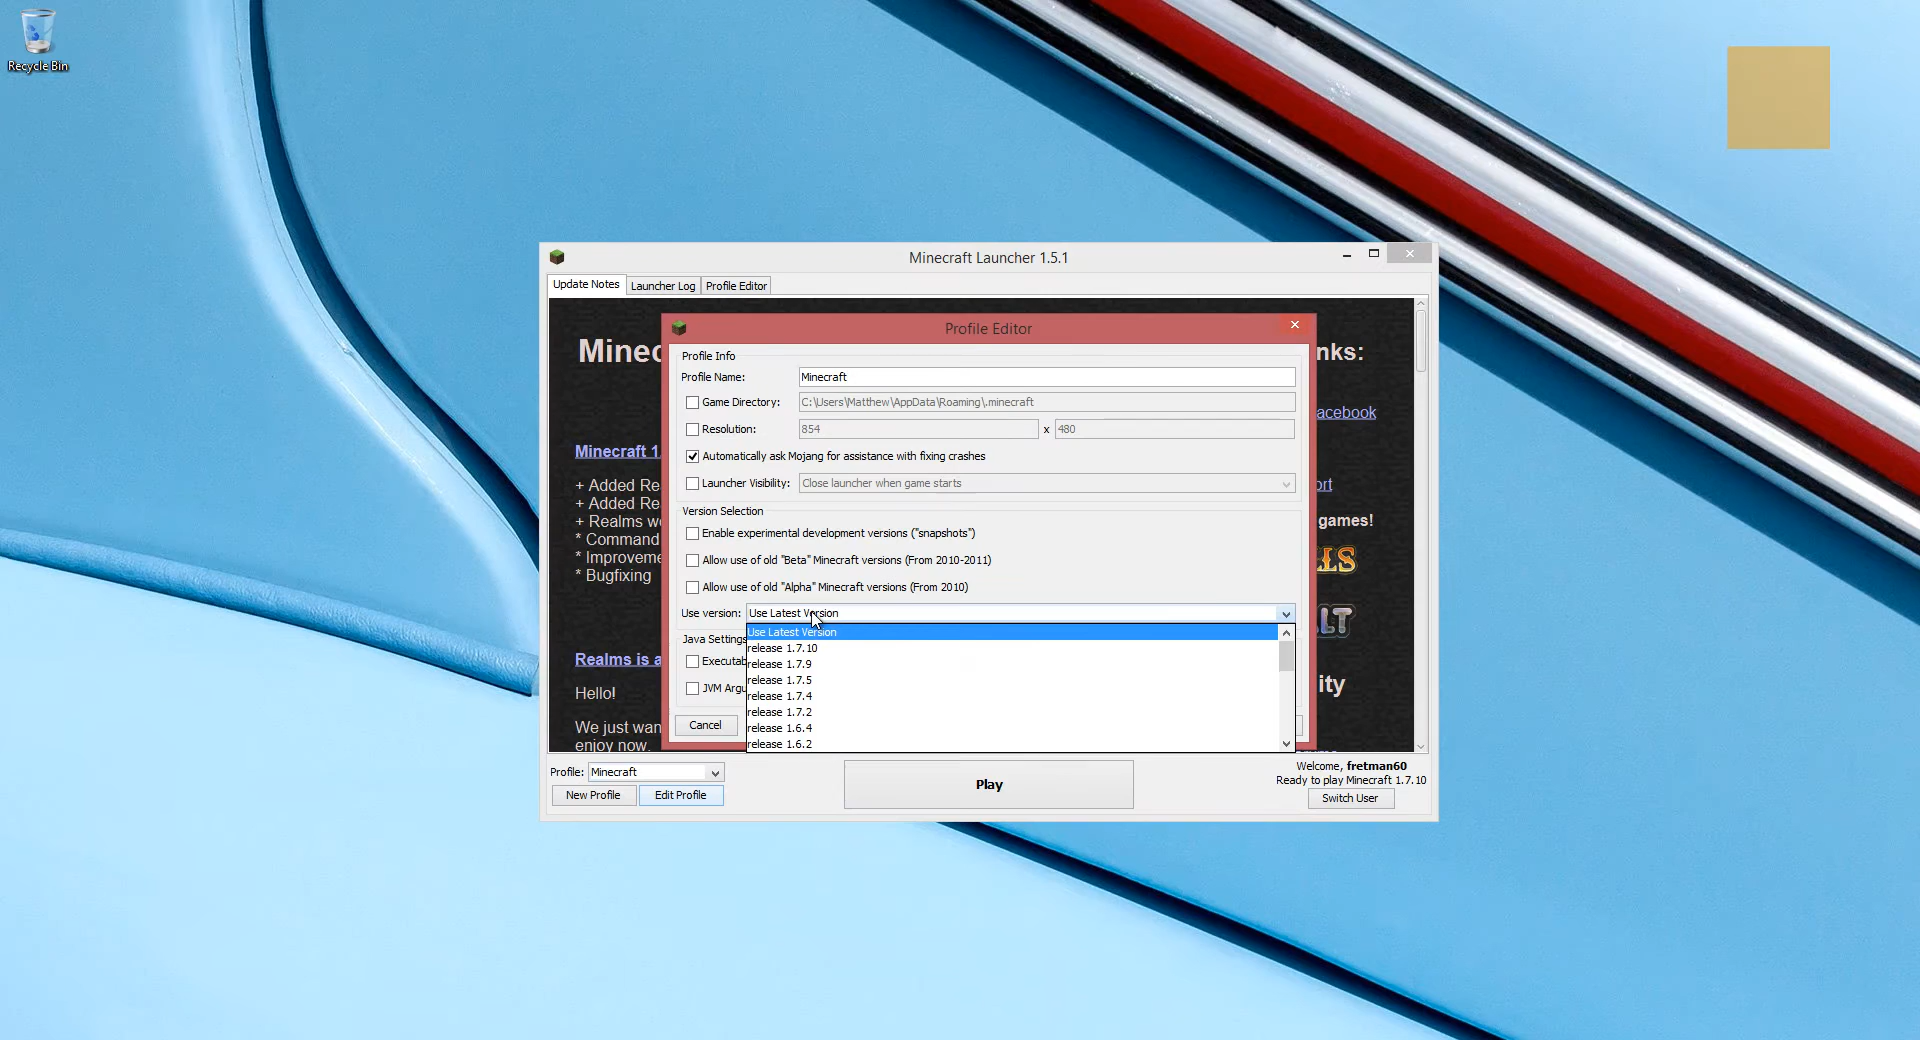 Recycle Bin
Minecraft Launcher 1.5.1
Update Notes
Launcher Log
Profile Editor
Profile Editor
Minec
nks:
Profile Info
Profile Name:
Minecraft
Game Directory:
C:\Users\Matthew\AppData\Roaming\.minecraft
acebook
Resolution:
854
x
480
Minecraft 1.
Automatically ask Mojang for assistance with fixing crashes
+ Added Re
Launcher Visibility:
Close launcher when game starts
ort
+ Added Re
Version Selection
+ Realms wo
games!
Enable experimental development versions ("snapshots")
* Command
* Improveme
Allow use of old "Beta" Minecraft versions (From 2010-2011)
LLS
* Bugfixing
Allow use of old "Alpha" Minecraft versions (From 2010)
Use version:
Use Latest Version
LT
Use Latest Version
Java Settings
release 1.7.10
Realms is a
Executab
release 1.7.9
release 1.7.5
ity
Hello!
JVM Argu
release 1.7.4
release 1.7.2
We just wan
Cancel
release 1.6.4
enjoy now.
release 1.6.2
Profile:
Minecraft
New Profile
Edit Profile
Play
Welcome, fretman60
Ready to play Minecraft 1.7.10
Switch User